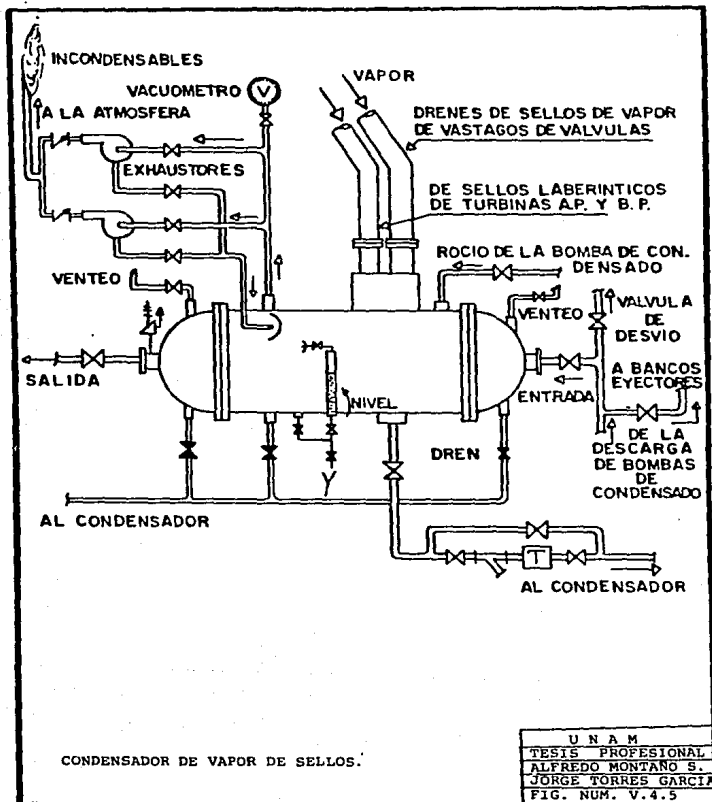 INCONDENSABLES
A LA ATMOSFERA
VACUOMETRO
V
VAPOR
DRENES DE SELLOS DE VAPOR
DE VASTAGOS DE VALVULAS
EXHAUSTORES
DE SELLOS LABERINTICOS
DE TURBINAS A.P. Y B.P.
ROCIO DE LA BOMBA DE CON.
DENSADO
VENTEO
VENTEO
VALVULA
DE
DESVIO
A BANCOS
EYECTORES
SALIDA
NIVEL
ENTRADA
DREN
DE LA
DESCARGA
DE BOMBAS
DE
CONDENSADO
AL CONDENSADOR
T
AL CONDENSADOR
CONDENSADOR DE VAPOR DE SELLOS.
U N A M
TESIS PROFESIONAL
ALFREDO MONTAÑO S.
JORGE TORRES GARCIA
FIG. NUM. V.4.5